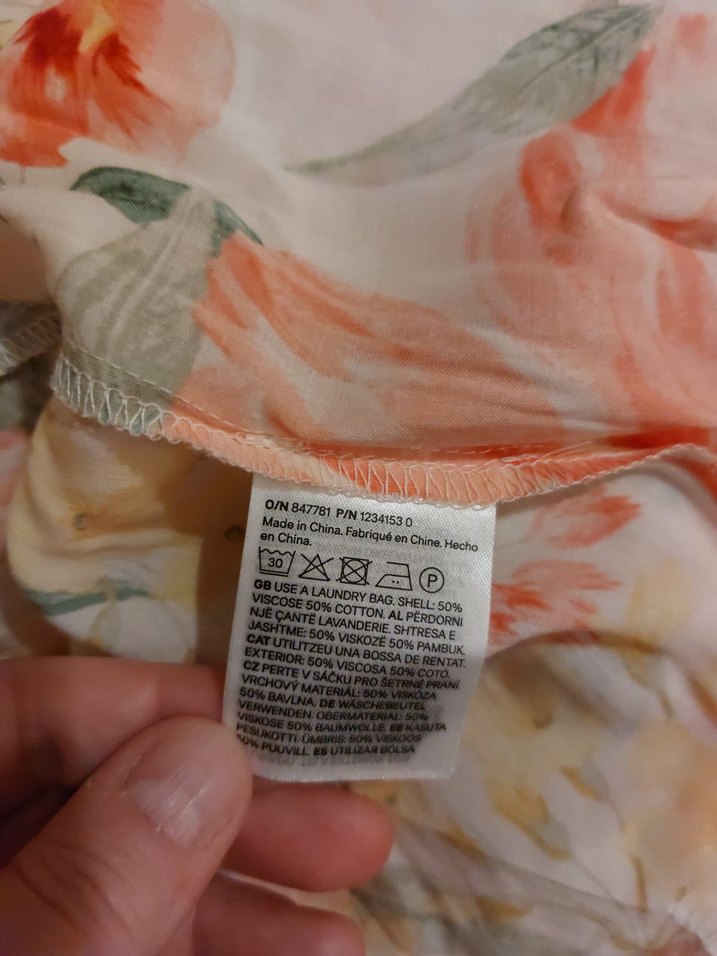 O/N 847781 P/N 1234153 0
Made in China. Fabriqué en Chine. Hecho
en China.
30 P
GB USE A LAUNDRY BAG. SHELL: 50%
VISCOSE 50% COTTON. AL PËRDORNI
NJË ÇANTË LAVANDERIE. SHTRESA E
JASHTME: 50% VISKOZË 50% PAMBUK.
CAT UTILITZEU UNA BOSSA DE RENTAT.
EXTERIOR: 50% VISCOSA 50% COTÓ.
CZ PERTE V SÁČKU PRO ŠETRNÉ PRANÍ.
VRCHOVÝ MATERIÁL: 50% VISKÓZA
50% BAVLNA. DE WÄSCHEBEUTEL
VERWENDEN. OBERMATERIAL: 50%
VISKOSE 50% BAUMWOLLE. EE KASUTA
PESUKOTTI. ÜMBRIS: 50% VISKOOS
50% PUUVILL. ES UTILIZAR BOLSA